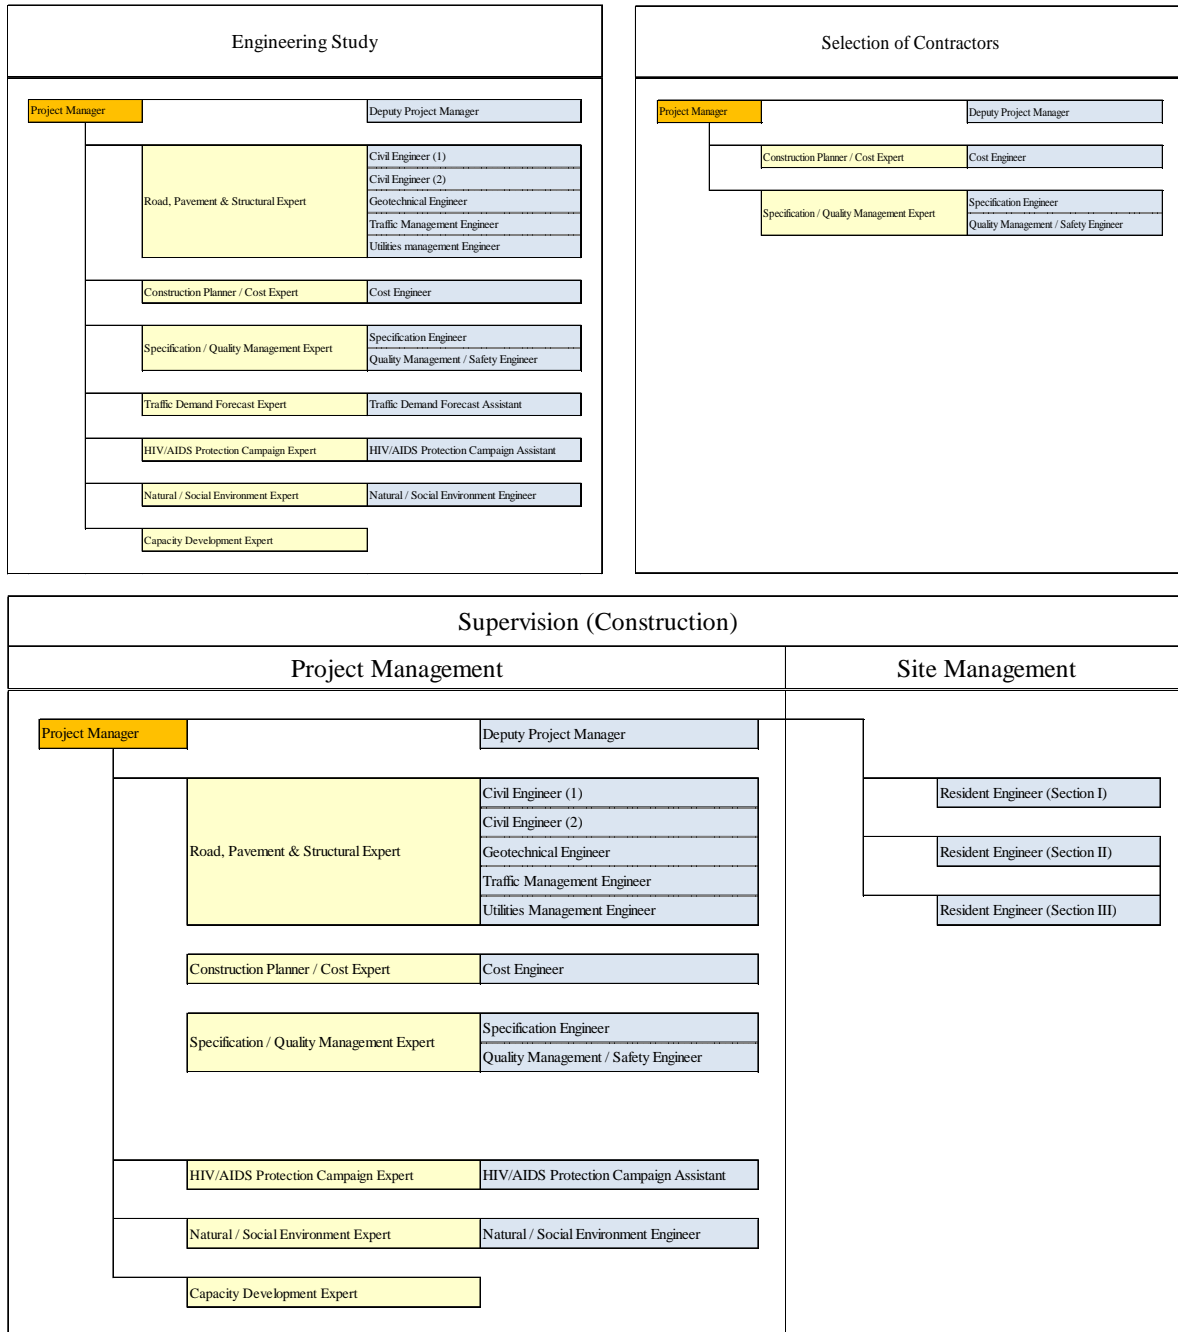 Engineering Study
Project Manager
Deputy Project Manager
Road, Pavement & Structural Expert
Civil Engineer (1)
Civil Engineer (2)
Geotechnical Engineer
Traffic Management Engineer
Utilities management Engineer
Construction Planner / Cost Expert
Cost Engineer
Specification / Quality Management Expert
Specification Engineer
Quality Management / Safety Engineer
Traffic Demand Forecast Expert
Traffic Demand Forecast Assistant
HIV/AIDS Protection Campaign Expert
HIV/AIDS Protection Campaign Assistant
Natural / Social Environment Expert
Natural / Social Environment Engineer
Capacity Development Expert
Selection of Contractors
Project Manager
Deputy Project Manager
Construction Planner / Cost Expert
Cost Engineer
Specification / Quality Management Expert
Specification Engineer
Quality Management / Safety Engineer
Supervision (Construction)
Project Management
Project Manager
Deputy Project Manager
Road, Pavement & Structural Expert
Civil Engineer (1)
Civil Engineer (2)
Geotechnical Engineer
Traffic Management Engineer
Utilities Management Engineer
Construction Planner / Cost Expert
Cost Engineer
Specification / Quality Management Expert
Specification Engineer
Quality Management / Safety Engineer
HIV/AIDS Protection Campaign Expert
HIV/AIDS Protection Campaign Assistant
Natural / Social Environment Expert
Natural / Social Environment Engineer
Capacity Development Expert
Site Management
Resident Engineer (Section I)
Resident Engineer (Section II)
Resident Engineer (Section III)